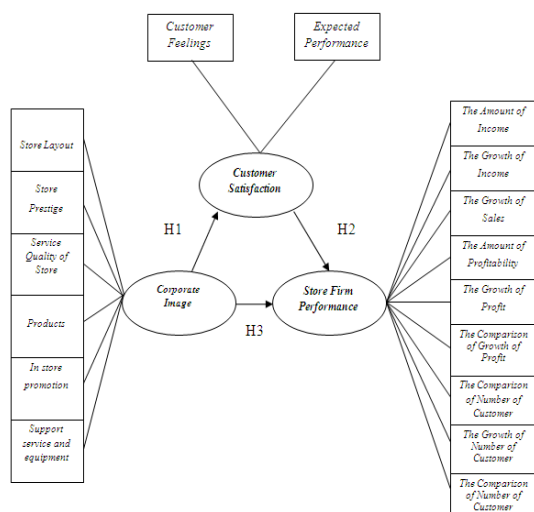 Customer
Feelings
Expected
Performance
Store Layout
Store
Prestige
Service
Quality of
Store
Products
In store
promotion
Support
service and
equipment
Customer
Satisfaction
H1
H2
Corporate
Image
Store Firm
Performance
H3
The Amount of
Income
The Growth of
Income
The Growth of
Sales
The Amount of
Profitability
The Growth of
Profit
The Comparison
of Growth of
Profit
The Comparison
of Number of
Customer
The Growth of
Number of
Customer
The Comparison
of Number of
Customer